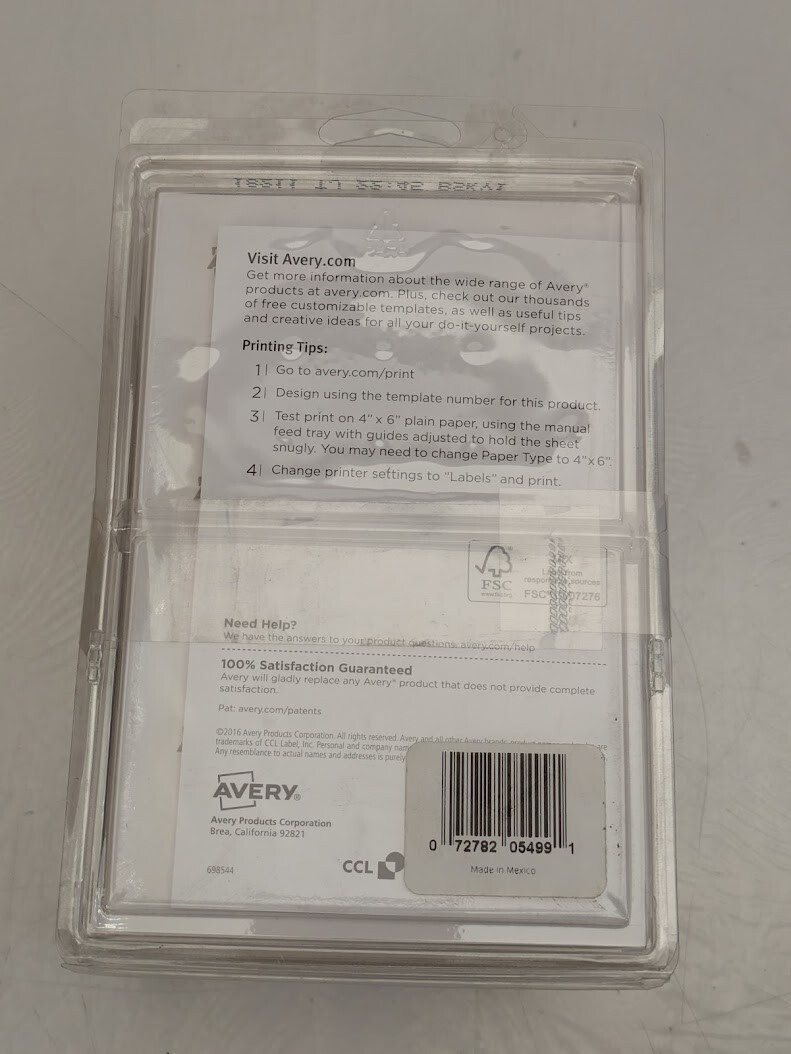 Visit Avery.com
Get more information about the wide range of Avery®
products at avery.com. Plus, check out our thousands
of free customizable templates, as well as useful tips
and creative ideas for all your do-it-yourself projects.
Printing Tips:
1| Go to avery.com/print
2| Design using the template number for this product.
3| Test print on 4" x 6" plain paper, using the manual
feed tray with guides adjusted to hold the sheet
snugly. You may need to change Paper Type to 4"x6".
4| Change printer settings to "Labels" and print.
FSC
www.fsc.org
Need Help?
We have the answers to your product questions. avery.com/help
100% Satisfaction Guaranteed
Avery will gladly replace any Avery® product that does not provide complete
satisfaction.
Pat: avery.com/patents
©2016 Avery Products Corporation. All rights reserved. Avery and all other Avery brands, product
trademarks of CCL Label, Inc. Personal and company
Any resemblance to actual names and addresses is purely
AVERY®
Avery Products Corporation
Brea, California 92821
698544
CCL
0 72782 05499 1
Made in Mexico